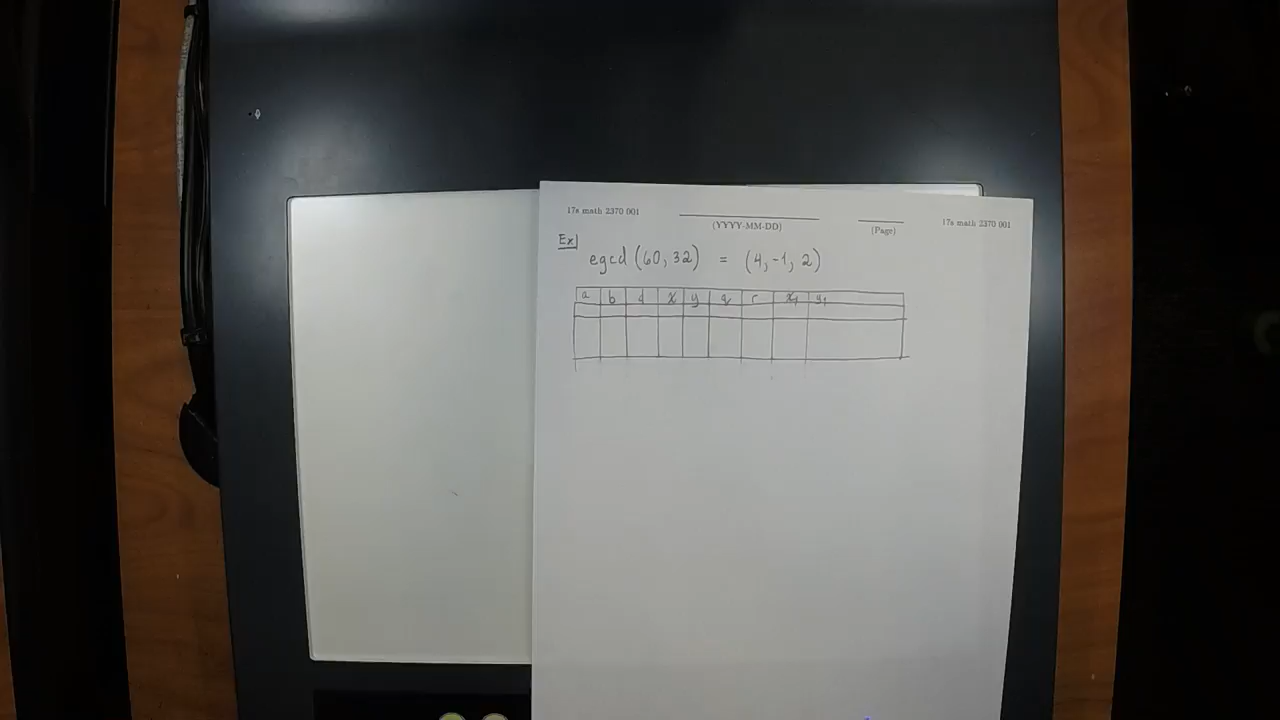 17s math 2370 001 (YYYY-MM-DD) (Page) 17s math 2370 001
Ex|
egcd (60, 32) = (4, -1, 2)
a b d x y q r x₁ y₁